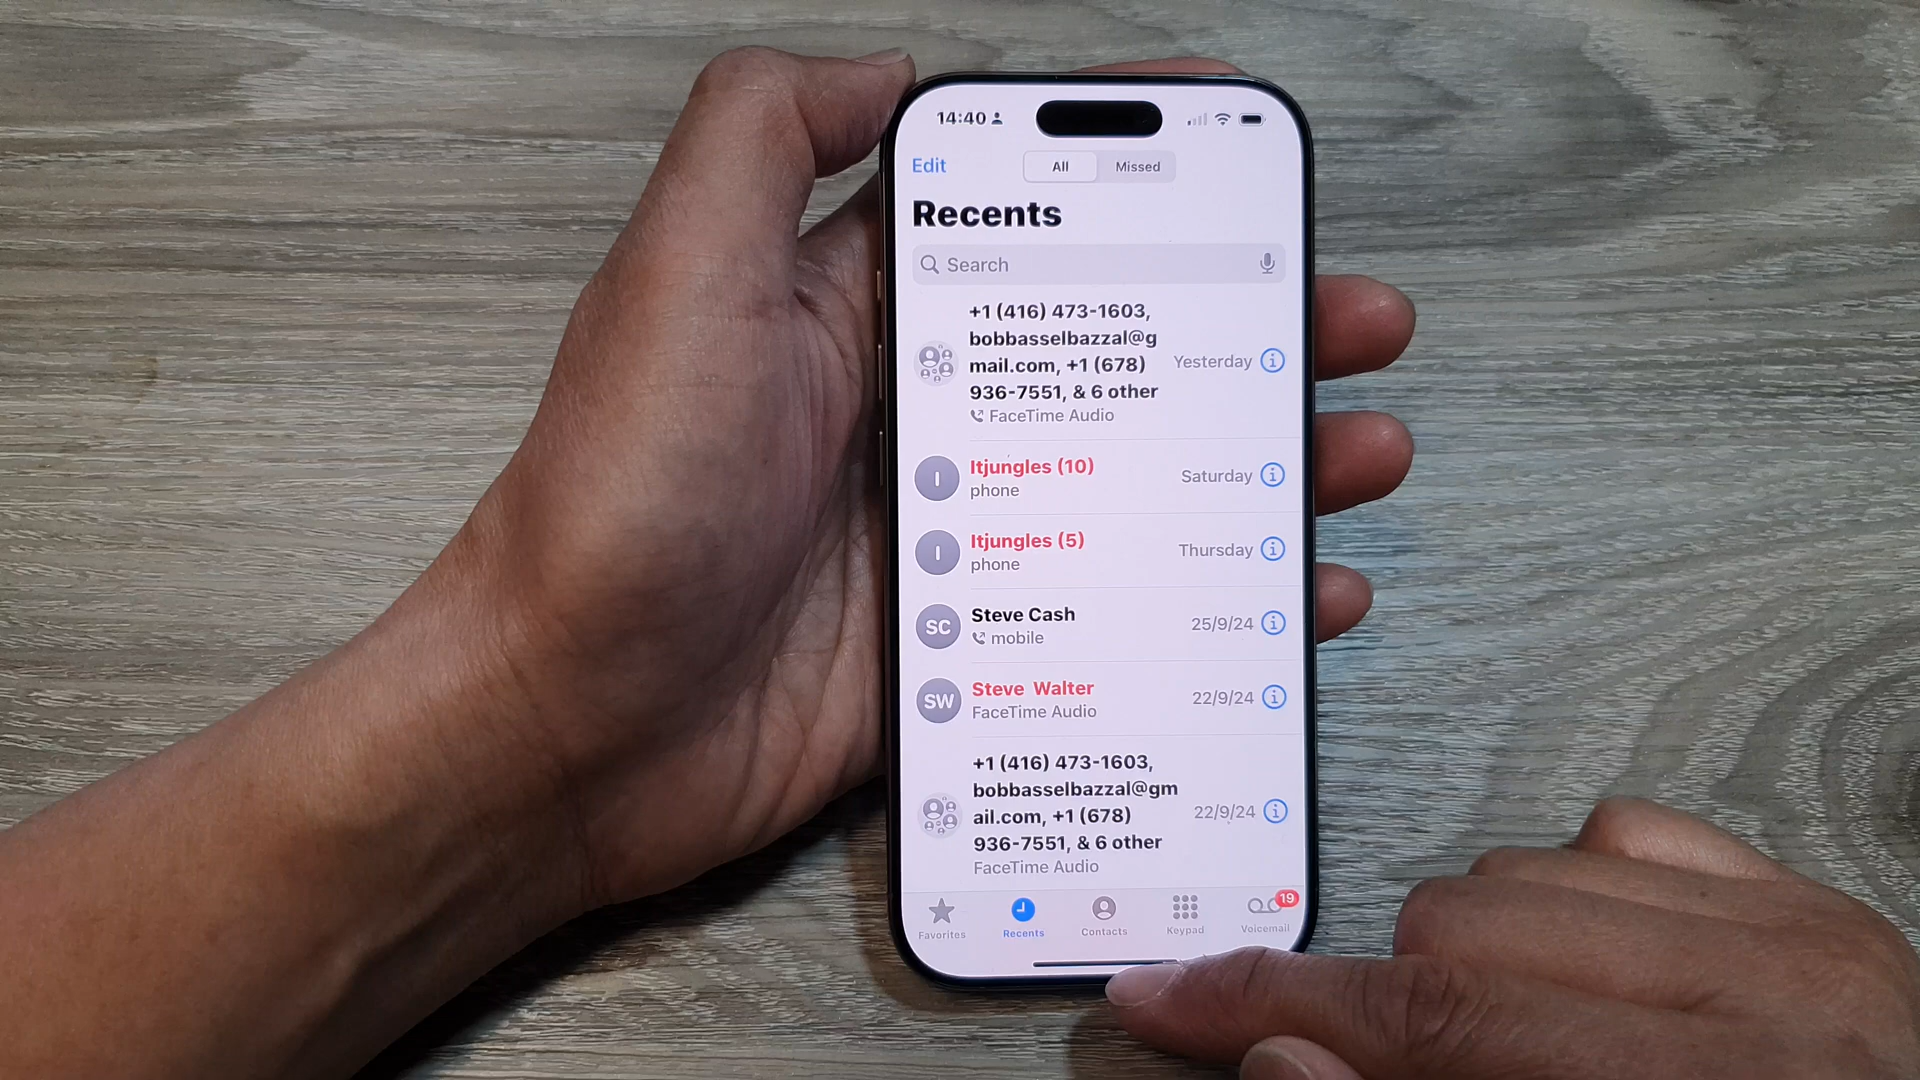 14:40
Edit
All
Missed
Recents
Search
+1 (416) 473-1603,
bobbasselbazzal@g
mail.com, +1 (678)
936-7551, & 6 other
FaceTime Audio
Yesterday
Itjungles (10)
phone
Saturday
Itjungles (5)
phone
Thursday
SC
Steve Cash
mobile
25/9/24
SW
Steve Walter
FaceTime Audio
22/9/24
+1 (416) 473-1603,
bobbasselbazzal@gm
ail.com, +1 (678)
936-7551, & 6 other
FaceTime Audio
22/9/24
19
Favorites
Recents
Contacts
Keypad
Voicemail